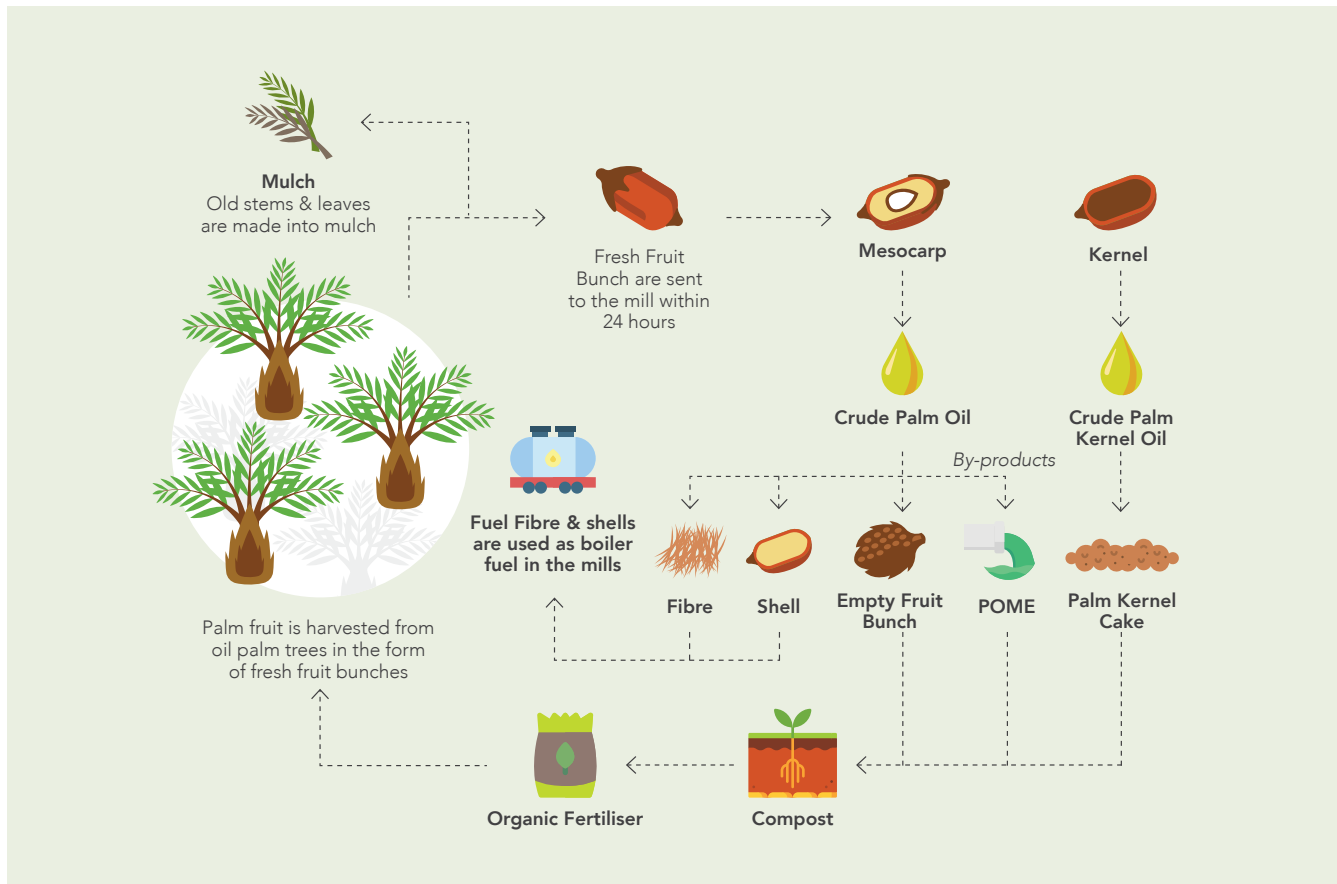 Mulch
Old stems & leaves
are made into mulch
Fresh Fruit
Bunch are sent
to the mill within
24 hours
Mesocarp
Kernel
Crude Palm Oil
Crude Palm
Kernel Oil
By-products
Fuel Fibre & shells
are used as boiler
fuel in the mills
Fibre
Shell
Empty Fruit
Bunch
POME
Palm Kernel
Cake
Palm fruit is harvested from
oil palm trees in the form
of fresh fruit bunches
Organic Fertiliser
Compost